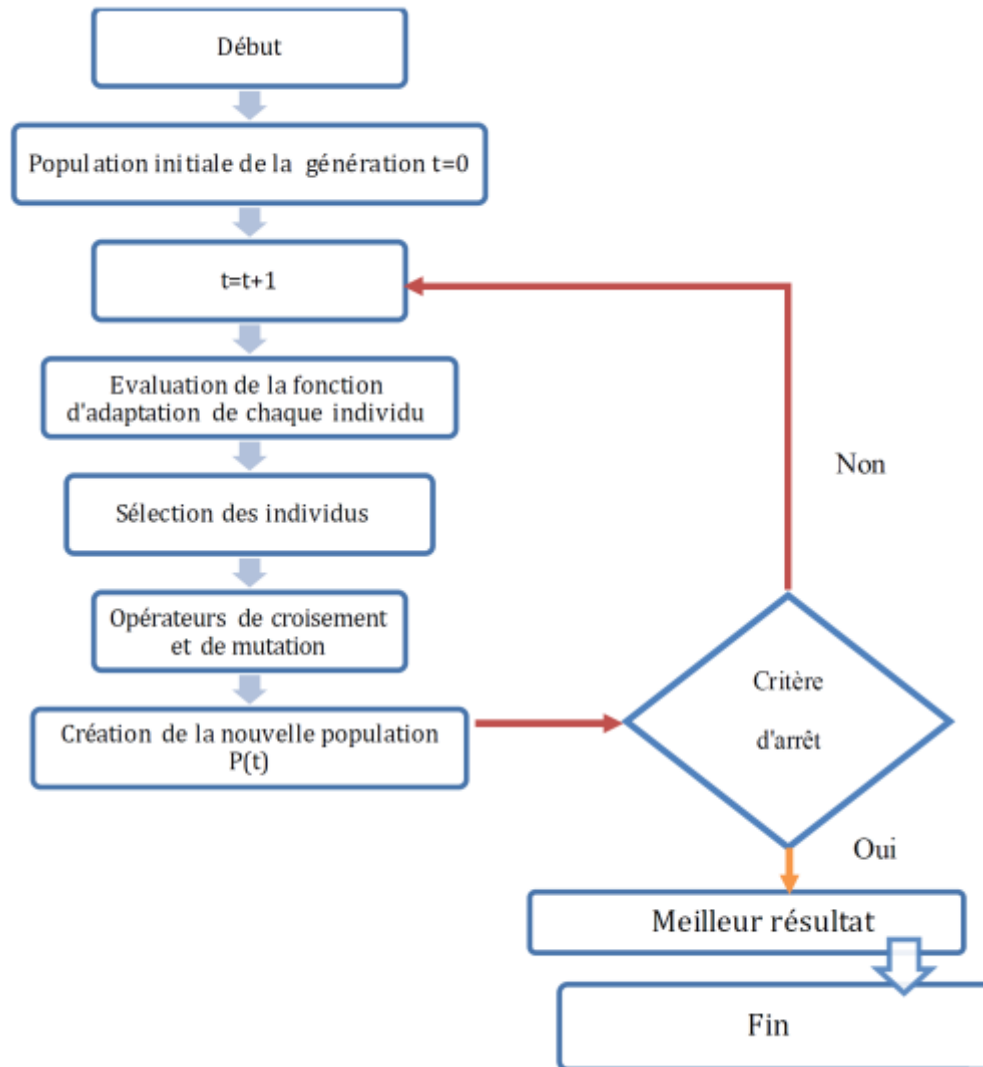 Début
Population initiale de la génération t=0
t=t+1
Evaluation de la fonction
d'adaptation de chaque individu
Sélection des individus
Opérateurs de croisement
et de mutation
Création de la nouvelle population
P(t)
Non
Critère
d'arrêt
Oui
Meilleur résultat
Fin